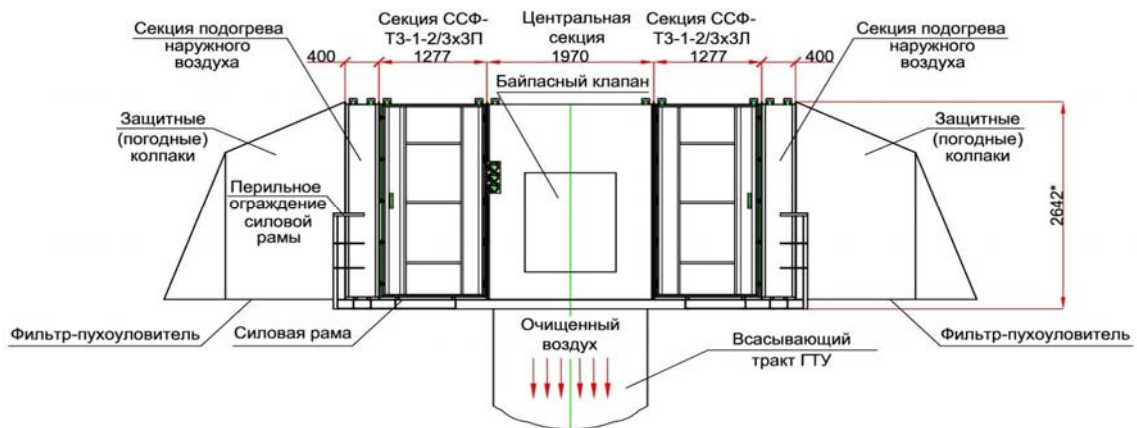 Секция подогрева
наружного
воздуха
Секция ССФ-
Т3-1-2/3х3П
Центральная
секция
Секция ССФ-
Т3-1-2/3х3Л
Секция подогрева
наружного
воздуха
400
1277
1970
1277
400
Байпасный клапан
Защитные
(погодные)
колпаки
Защитные
(погодные)
колпаки
Перильное
ограждение
силовой
рамы
2642*
Фильтр-пухоуловитель
Силовая рама
Очищенный
воздух
Всасывающий
тракт ГТУ
Фильтр-пухоуловитель